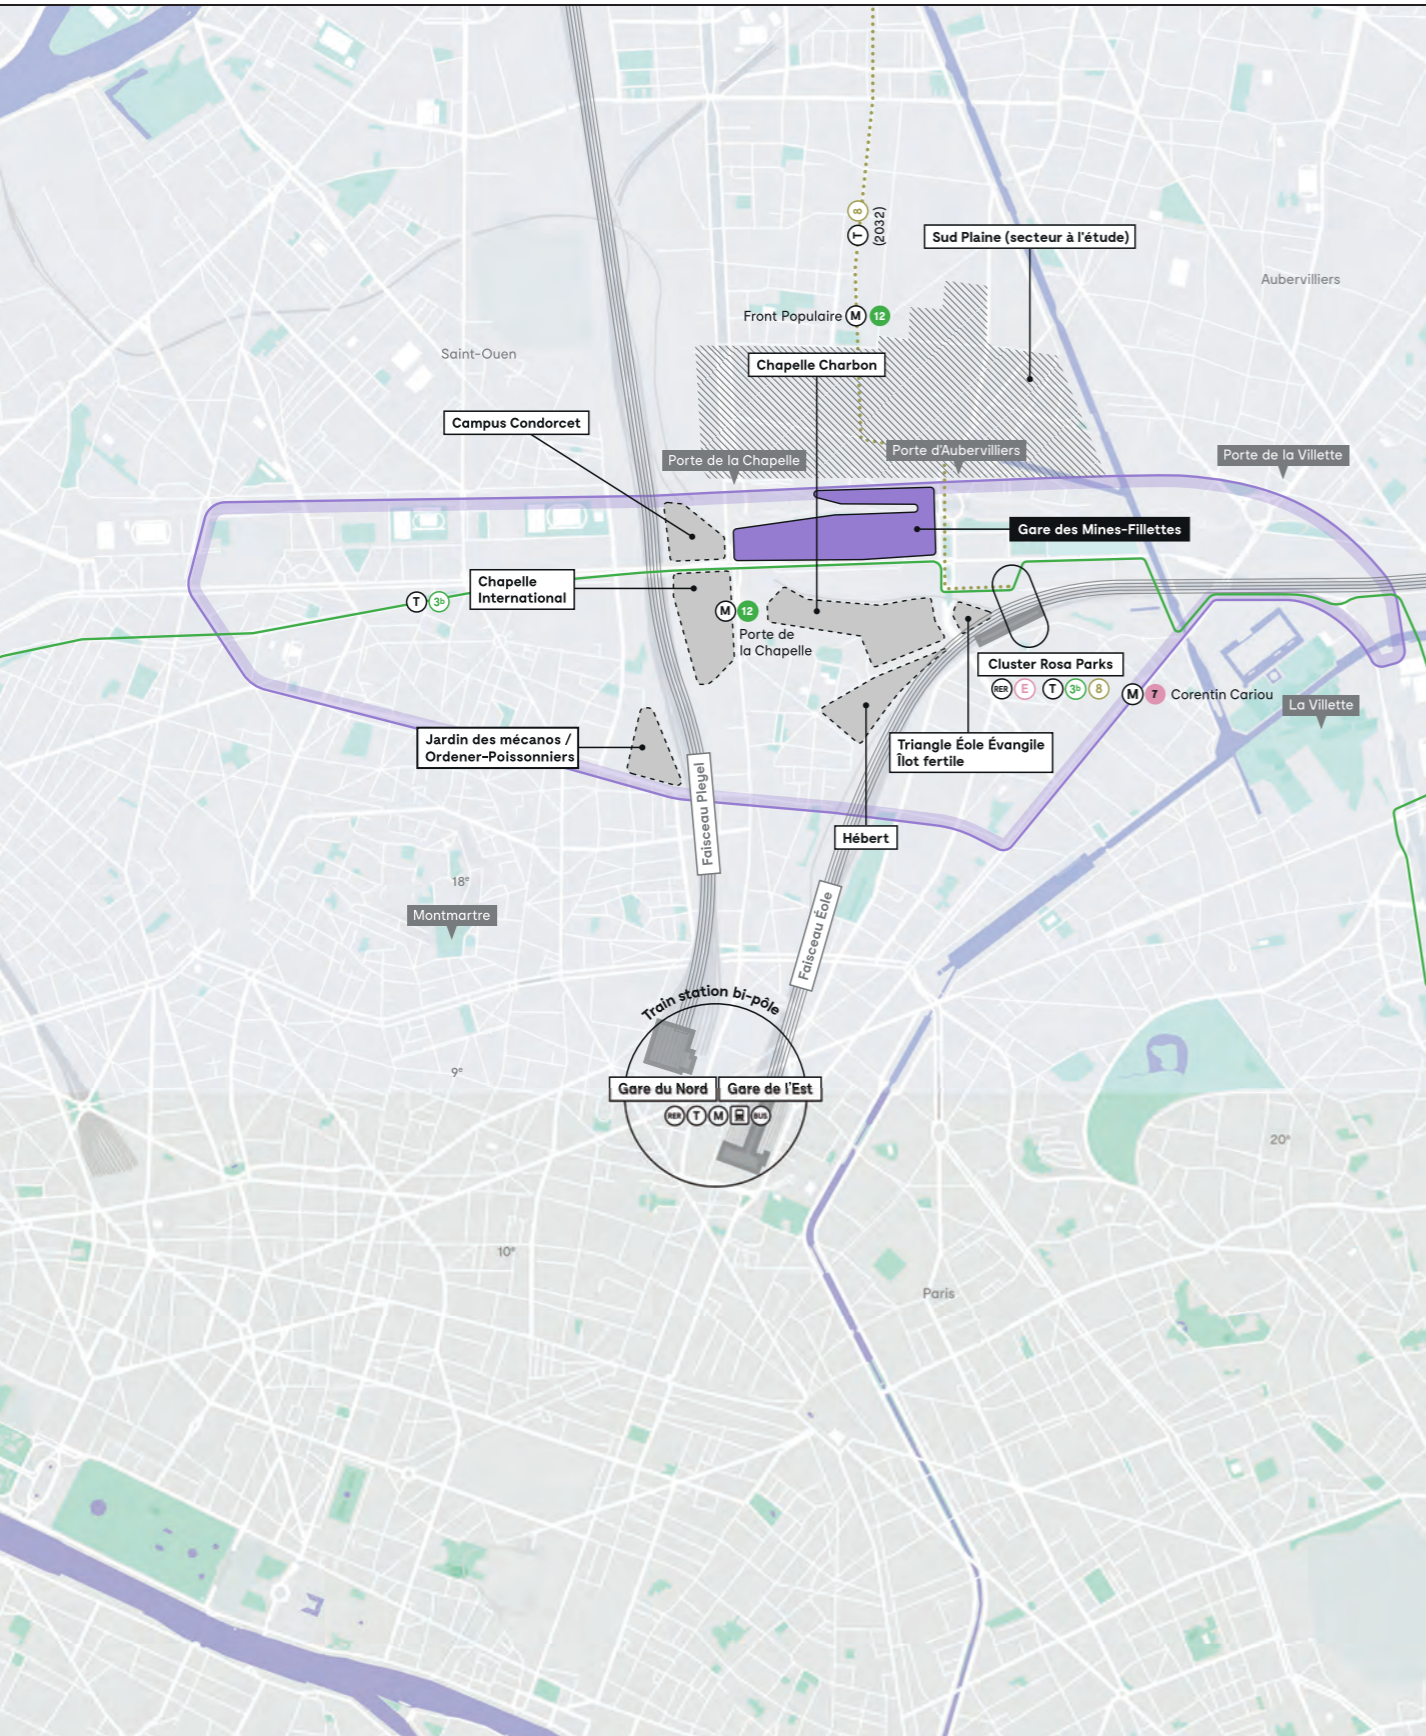 8
T
(2032)
Sud Plaine (secteur à l'étude)
Aubervilliers
Front Populaire M 12
Saint-Ouen
Chapelle Charbon
Campus Condorcet
Porte de la Chapelle
Porte d'Aubervilliers
Porte de la Villette
Gare des Mines-Fillettes
Chapelle
International
T 3b
M 12
Porte de
la Chapelle
Cluster Rosa Parks
RER E T 3b 8
M 7 Corentin Cariou
La Villette
Jardin des mécanos /
Ordener-Poissonniers
Triangle Éole Évangile
Îlot fertile
Faisceau Pleyel
Hébert
18e
Montmartre
Faisceau Éole
Train station bi-pôle
9e
Gare du Nord
Gare de l'Est
RER T M BUS
20e
10e
Paris